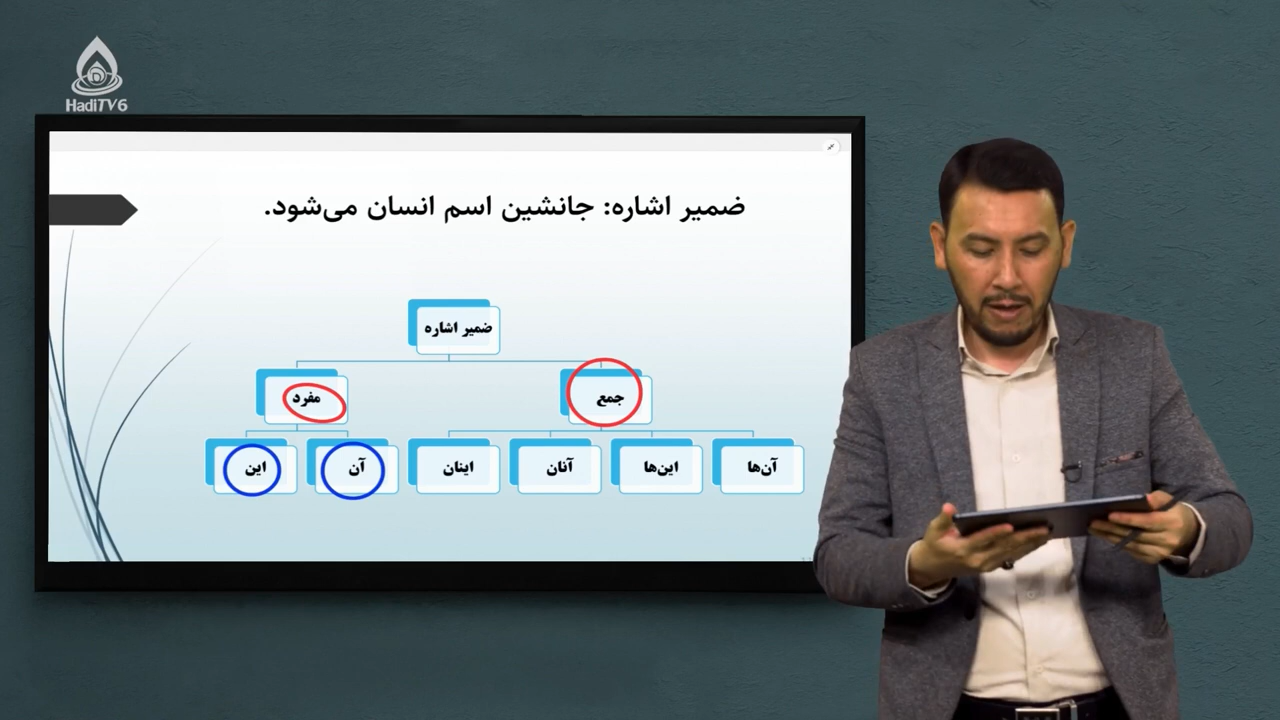 HadiTV6
ضمیر اشاره: جانشین اسم انسان می‌شود.
ضمیر اشاره
جمع
مفرد
آن‌ها
این‌ها
آنان
اینان
آن
این